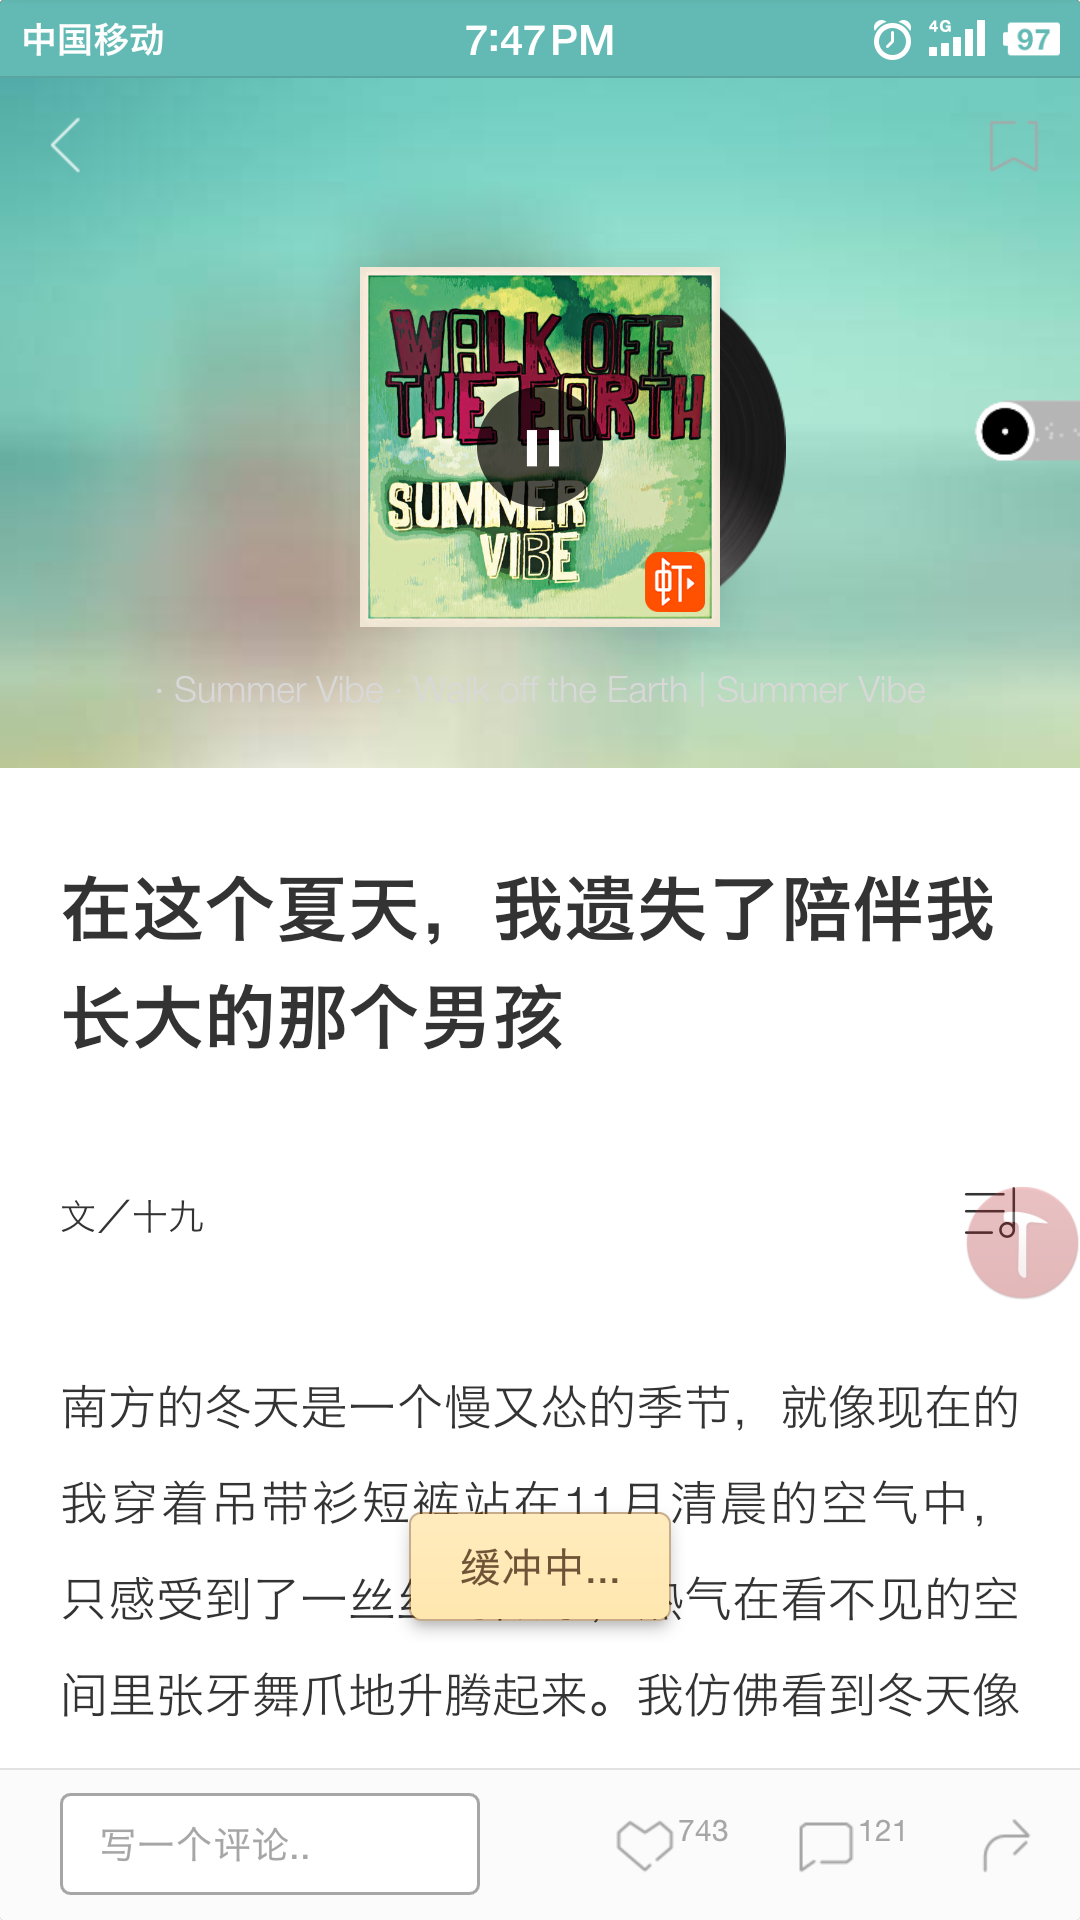 中国移动 7:47PM 4G 97
WALK OFF
THE EARTH
SUMMER
VIBE
虾
· Summer Vibe · Walk off the Earth | Summer Vibe
在这个夏天，我遗失了陪伴我
长大的那个男孩
文／十九
南方的冬天是一个慢又怂的季节，就像现在的
我穿着吊带衫短裤站在11月清晨的空气中，
只感受到了一丝 气在看不见的空
缓冲中...
间里张牙舞爪地升腾起来。我仿佛看到冬天像
写一个评论.. 743 121